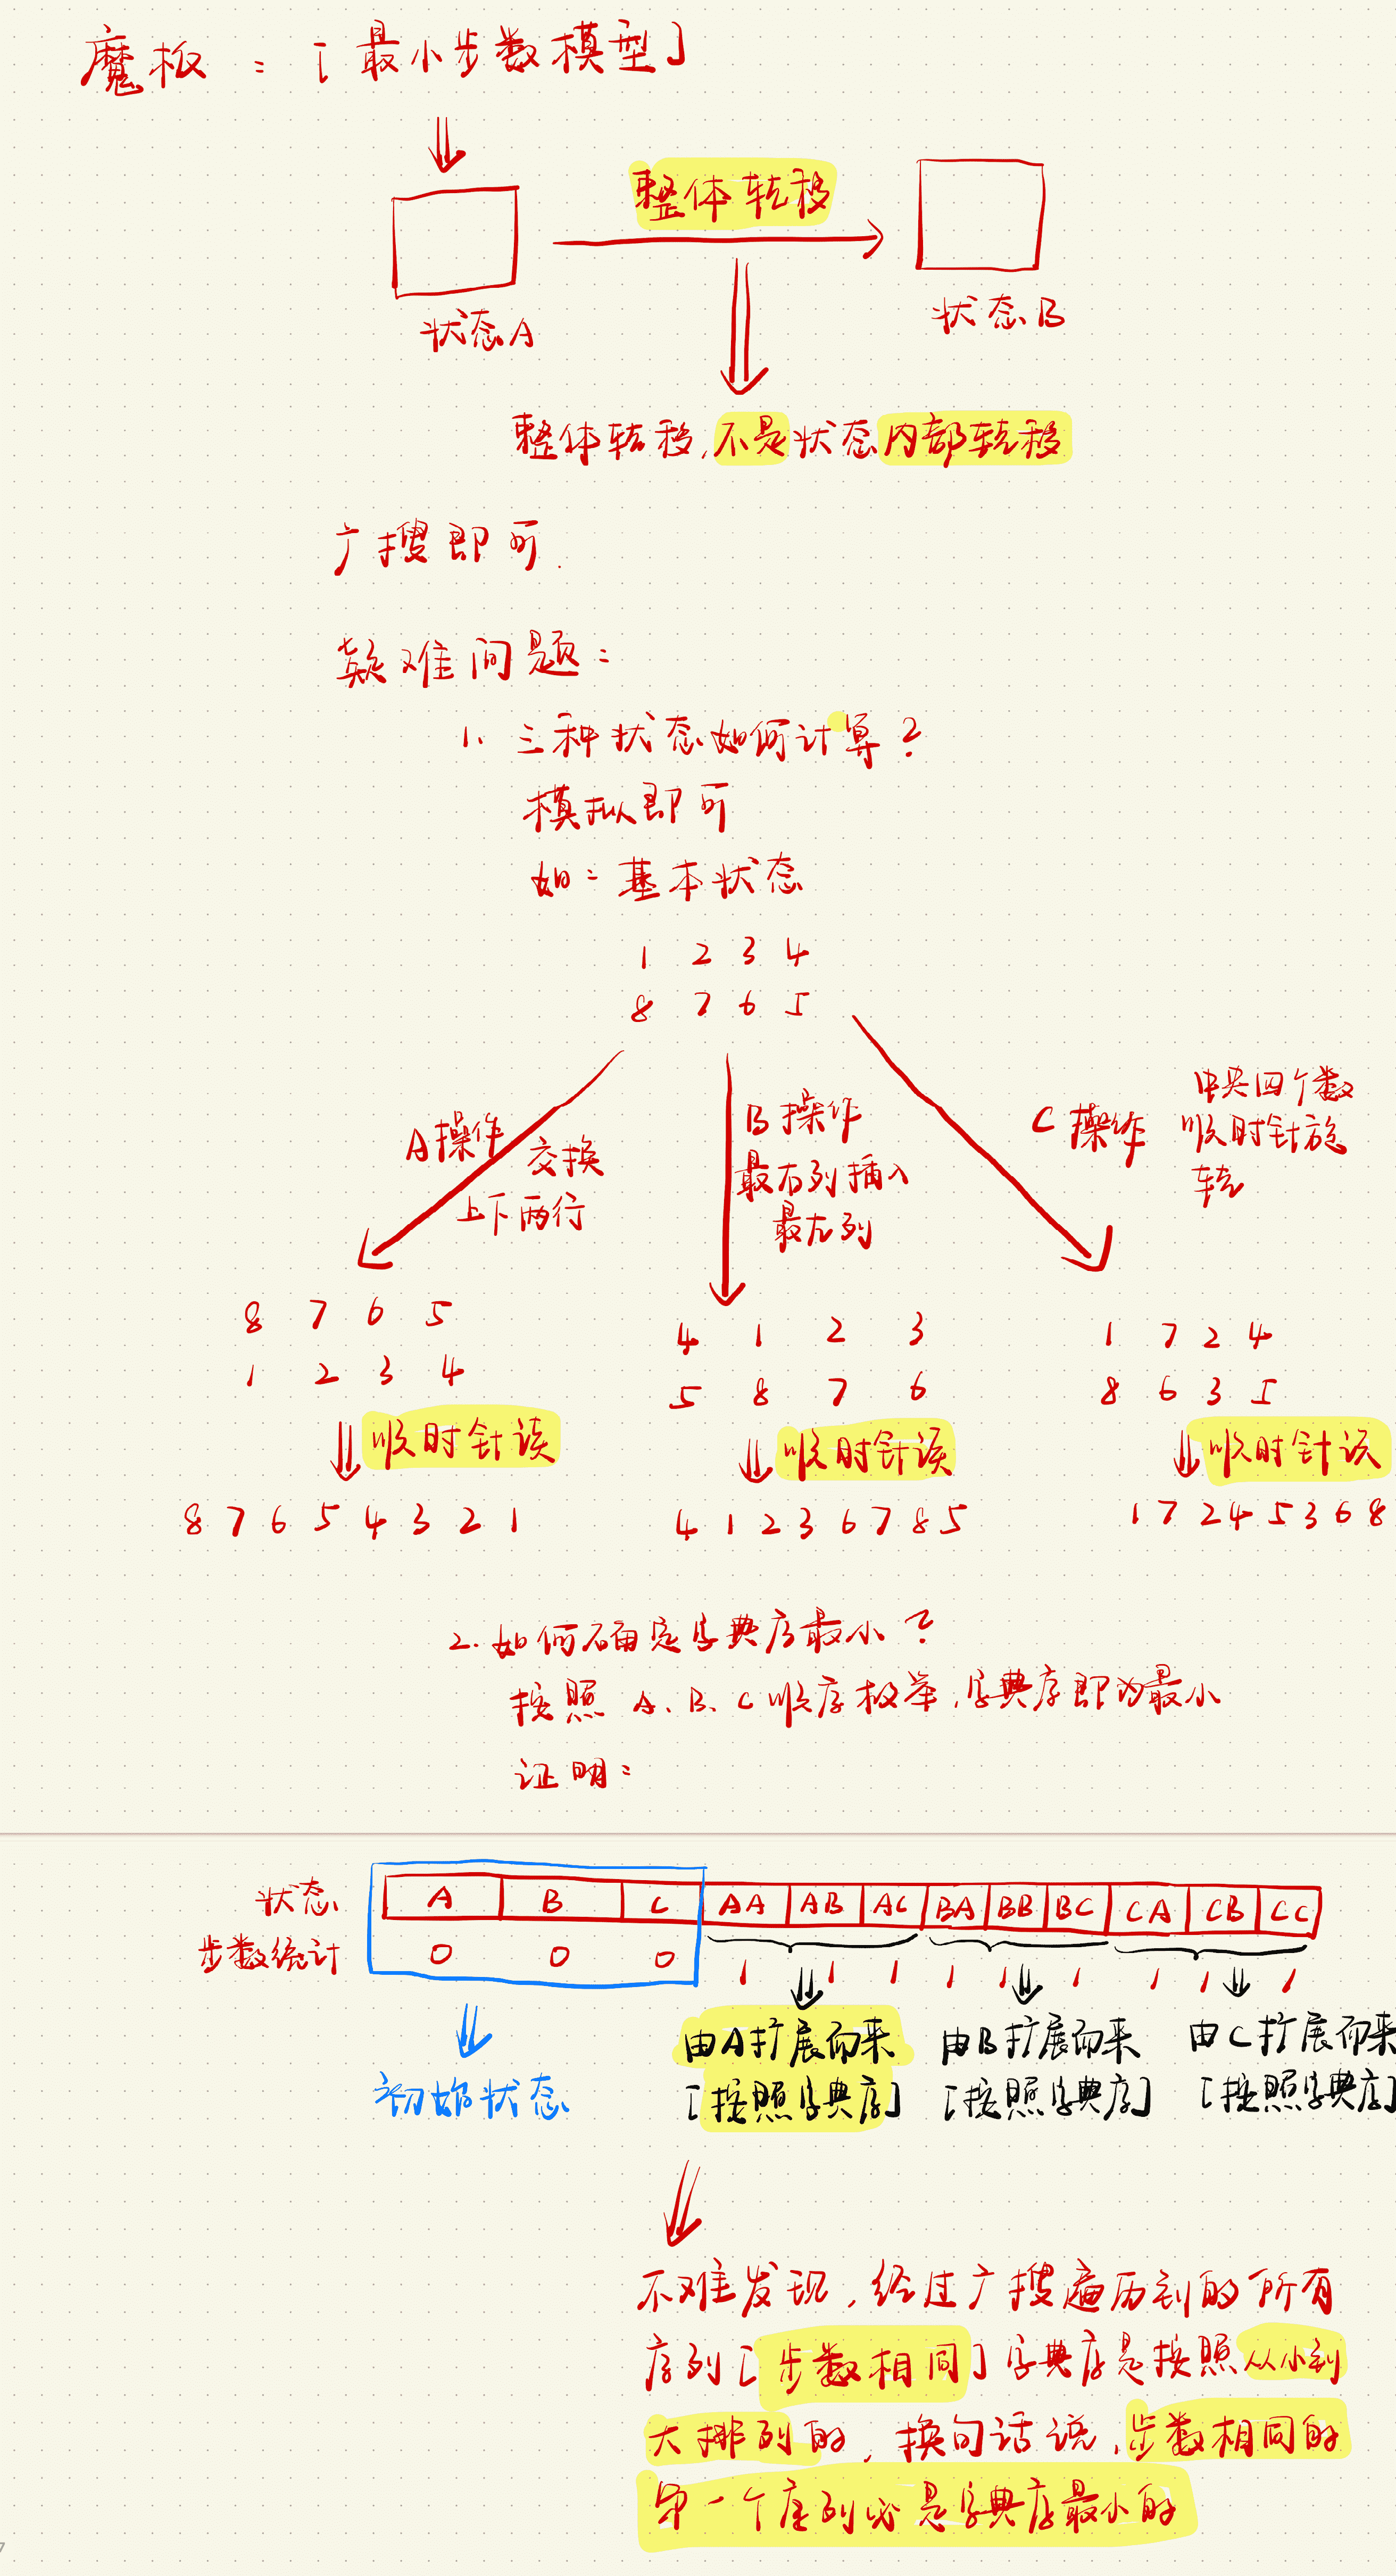 魔板：「最小步数模型」
整体转移
状态A
状态B
整体转移，不是状态内部转移
广搜即可.
疑难问题：
1. 三种状态如何计算？
模拟即可
如：基本状态
1 2 3 4
8 7 6 5
A操作
交换
上下两行
B操作
最右列插入
最左列
C操作
中央四个数
顺时针旋
转
8 7 6 5
1 2 3 4
顺时针读
8 7 6 5 4 3 2 1
4 1 2 3
5 8 7 6
顺时针读
4 1 2 3 6 7 8 5
1 7 2 4
8 6 3 5
顺时针读
1 7 2 4 5 3 6 8
2. 如何确定字典序最小？
按照 A、B、C 顺序枚举，字典序即为最小
证明：
状态 A B C AA AB AC BA BB BC CA CB CC
步数统计 0 0 0 1 1 1 1 1 1 1 1 1
初始状态
由A扩展而来
「按照字典序」
由B扩展而来
「按照字典序」
由C扩展而来
「按照字典序」
不难发现，经过广搜遍历到的所有
序列「步数相同」字典序是按照从小到
大排列的，换句话说，步数相同的
第一个序列必是字典序最小的